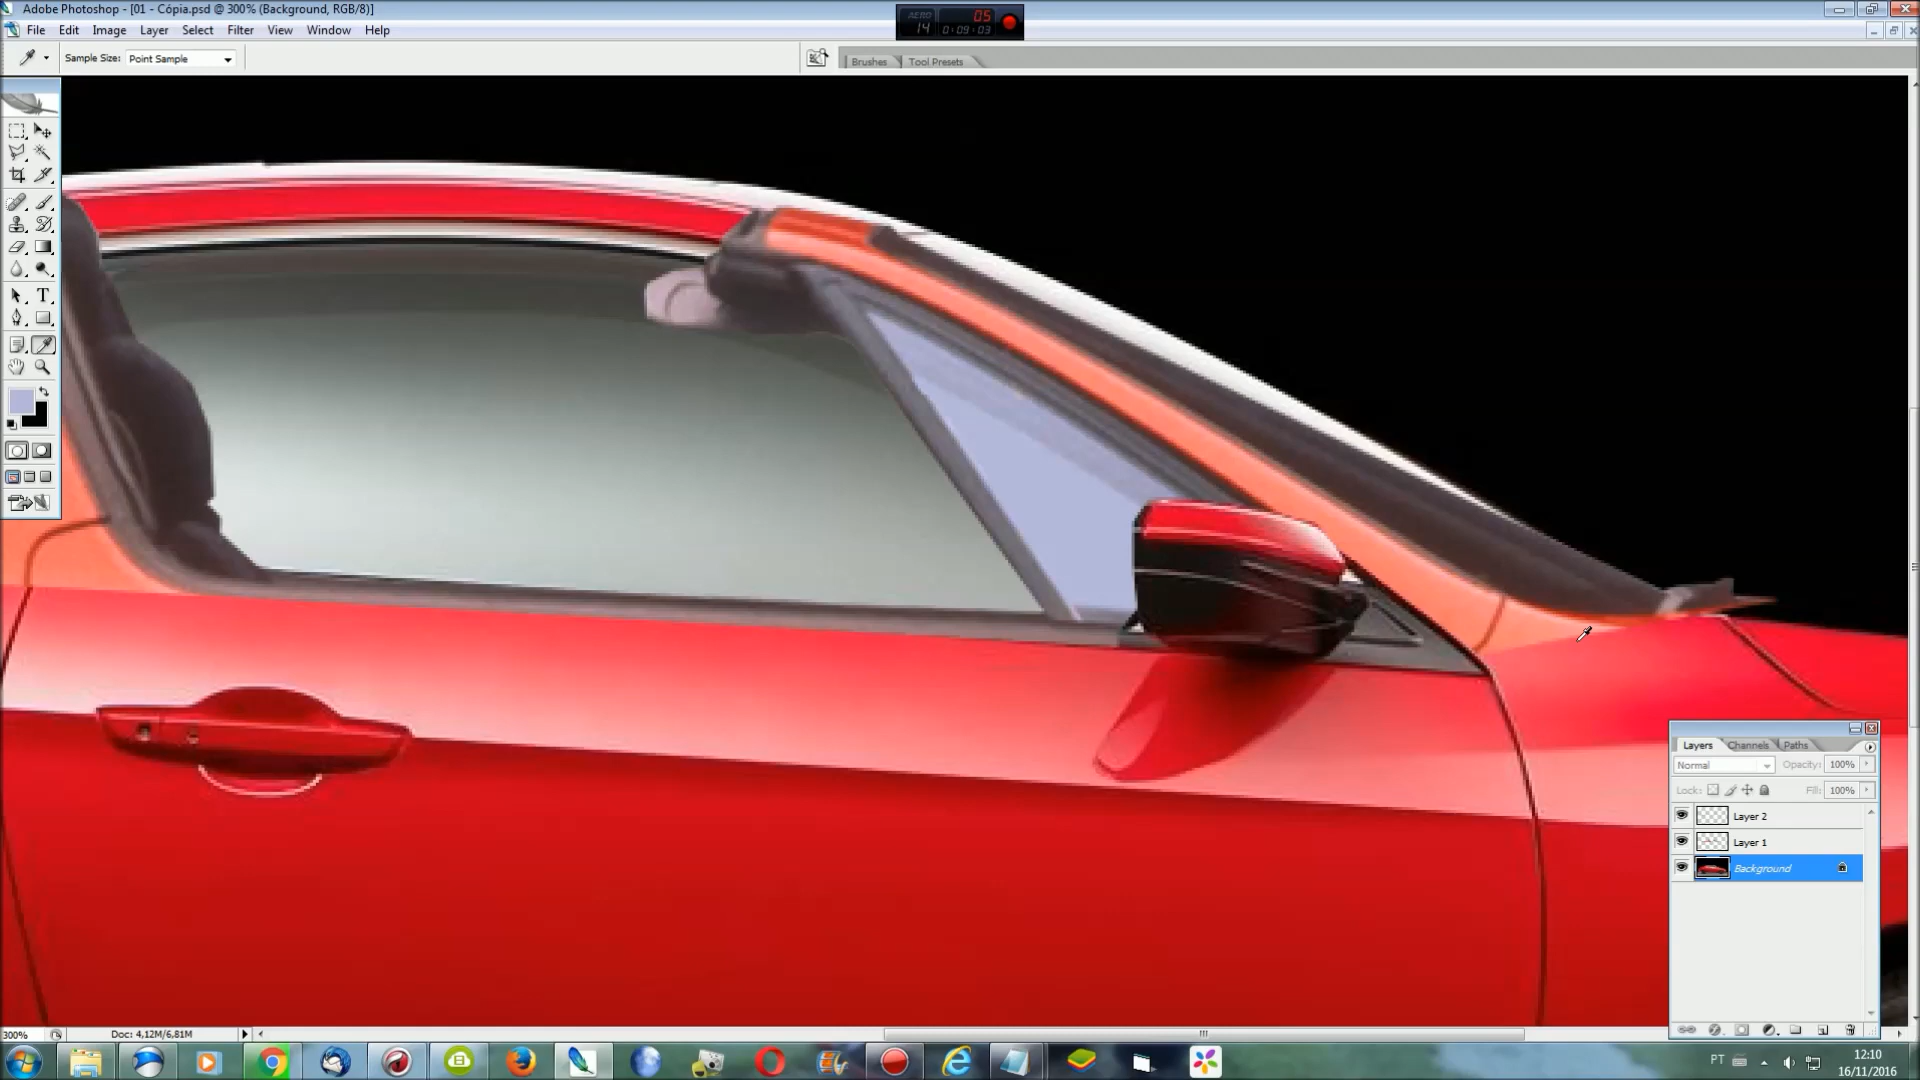 Adobe Photoshop - [01 - Cópia.psd @ 300% (Background, RGB/8)]
AERO 05
14 0:09:03
File Edit Image Layer Select Filter View Window Help
Sample Size: Point Sample
Brushes Tool Presets
T
Layers Channels Paths
Normal Opacity: 100%
Lock: Fill: 100%
Layer 2
Layer 1
Background
300% Doc: 4,12M/6,81M
PT 12:10
16/11/2016